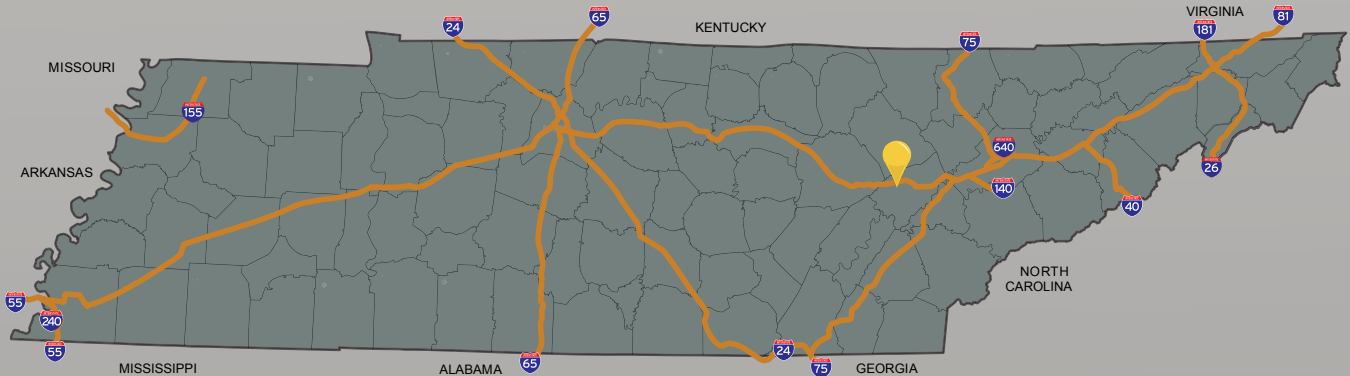 VIRGINIA
81
65
181
24
KENTUCKY
75
MISSOURI
155
640
ARKANSAS
26
140
40
NORTH
CAROLINA
55
240
55
24
65
75
MISSISSIPPI
ALABAMA
GEORGIA